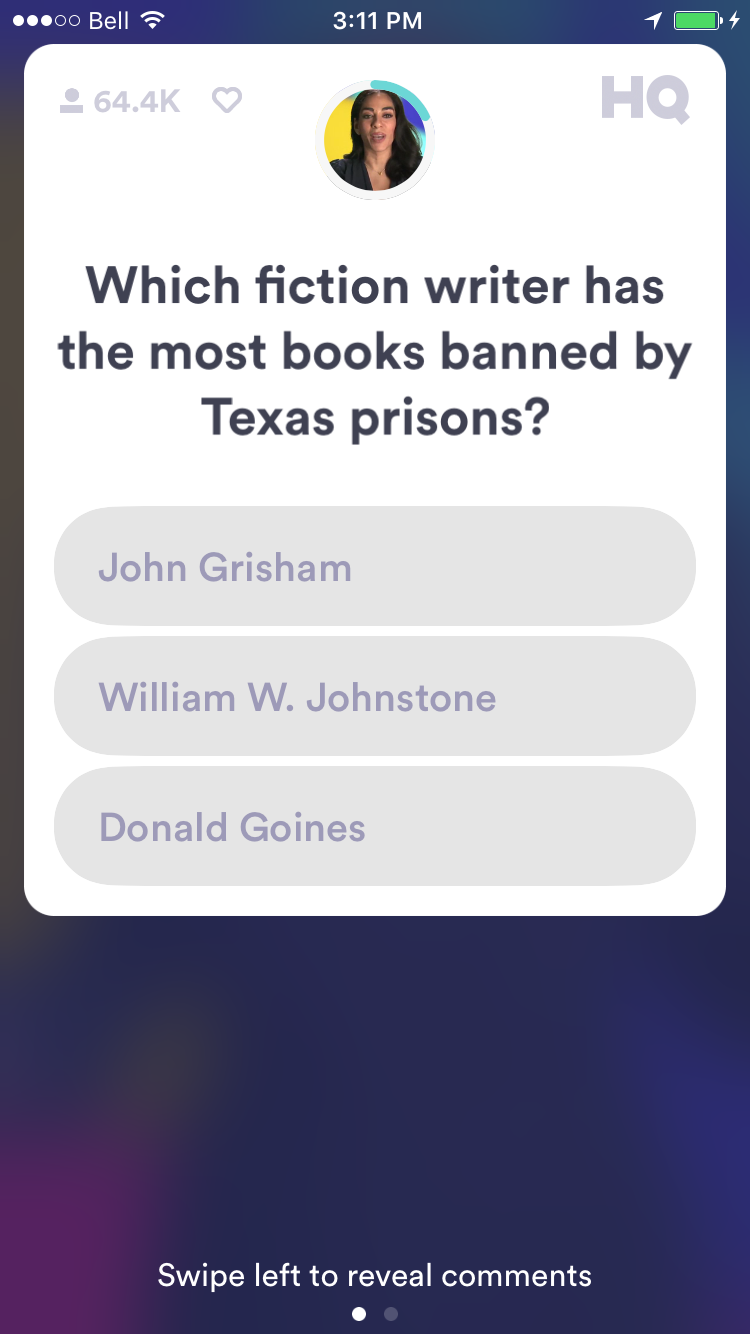 Bell 3:11 PM
64.4K HQ
Which fiction writer has
the most books banned by
Texas prisons?
John Grisham
William W. Johnstone
Donald Goines
Swipe left to reveal comments